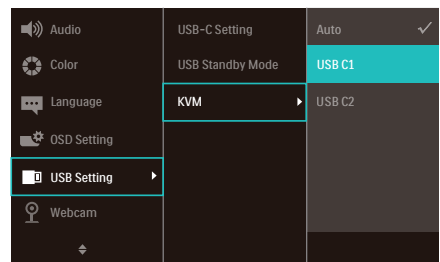 Audio
Color
Language
OSD Setting
USB Setting
Webcam
USB-C Setting
USB Standby Mode
KVM
Auto
USB C1
USB C2